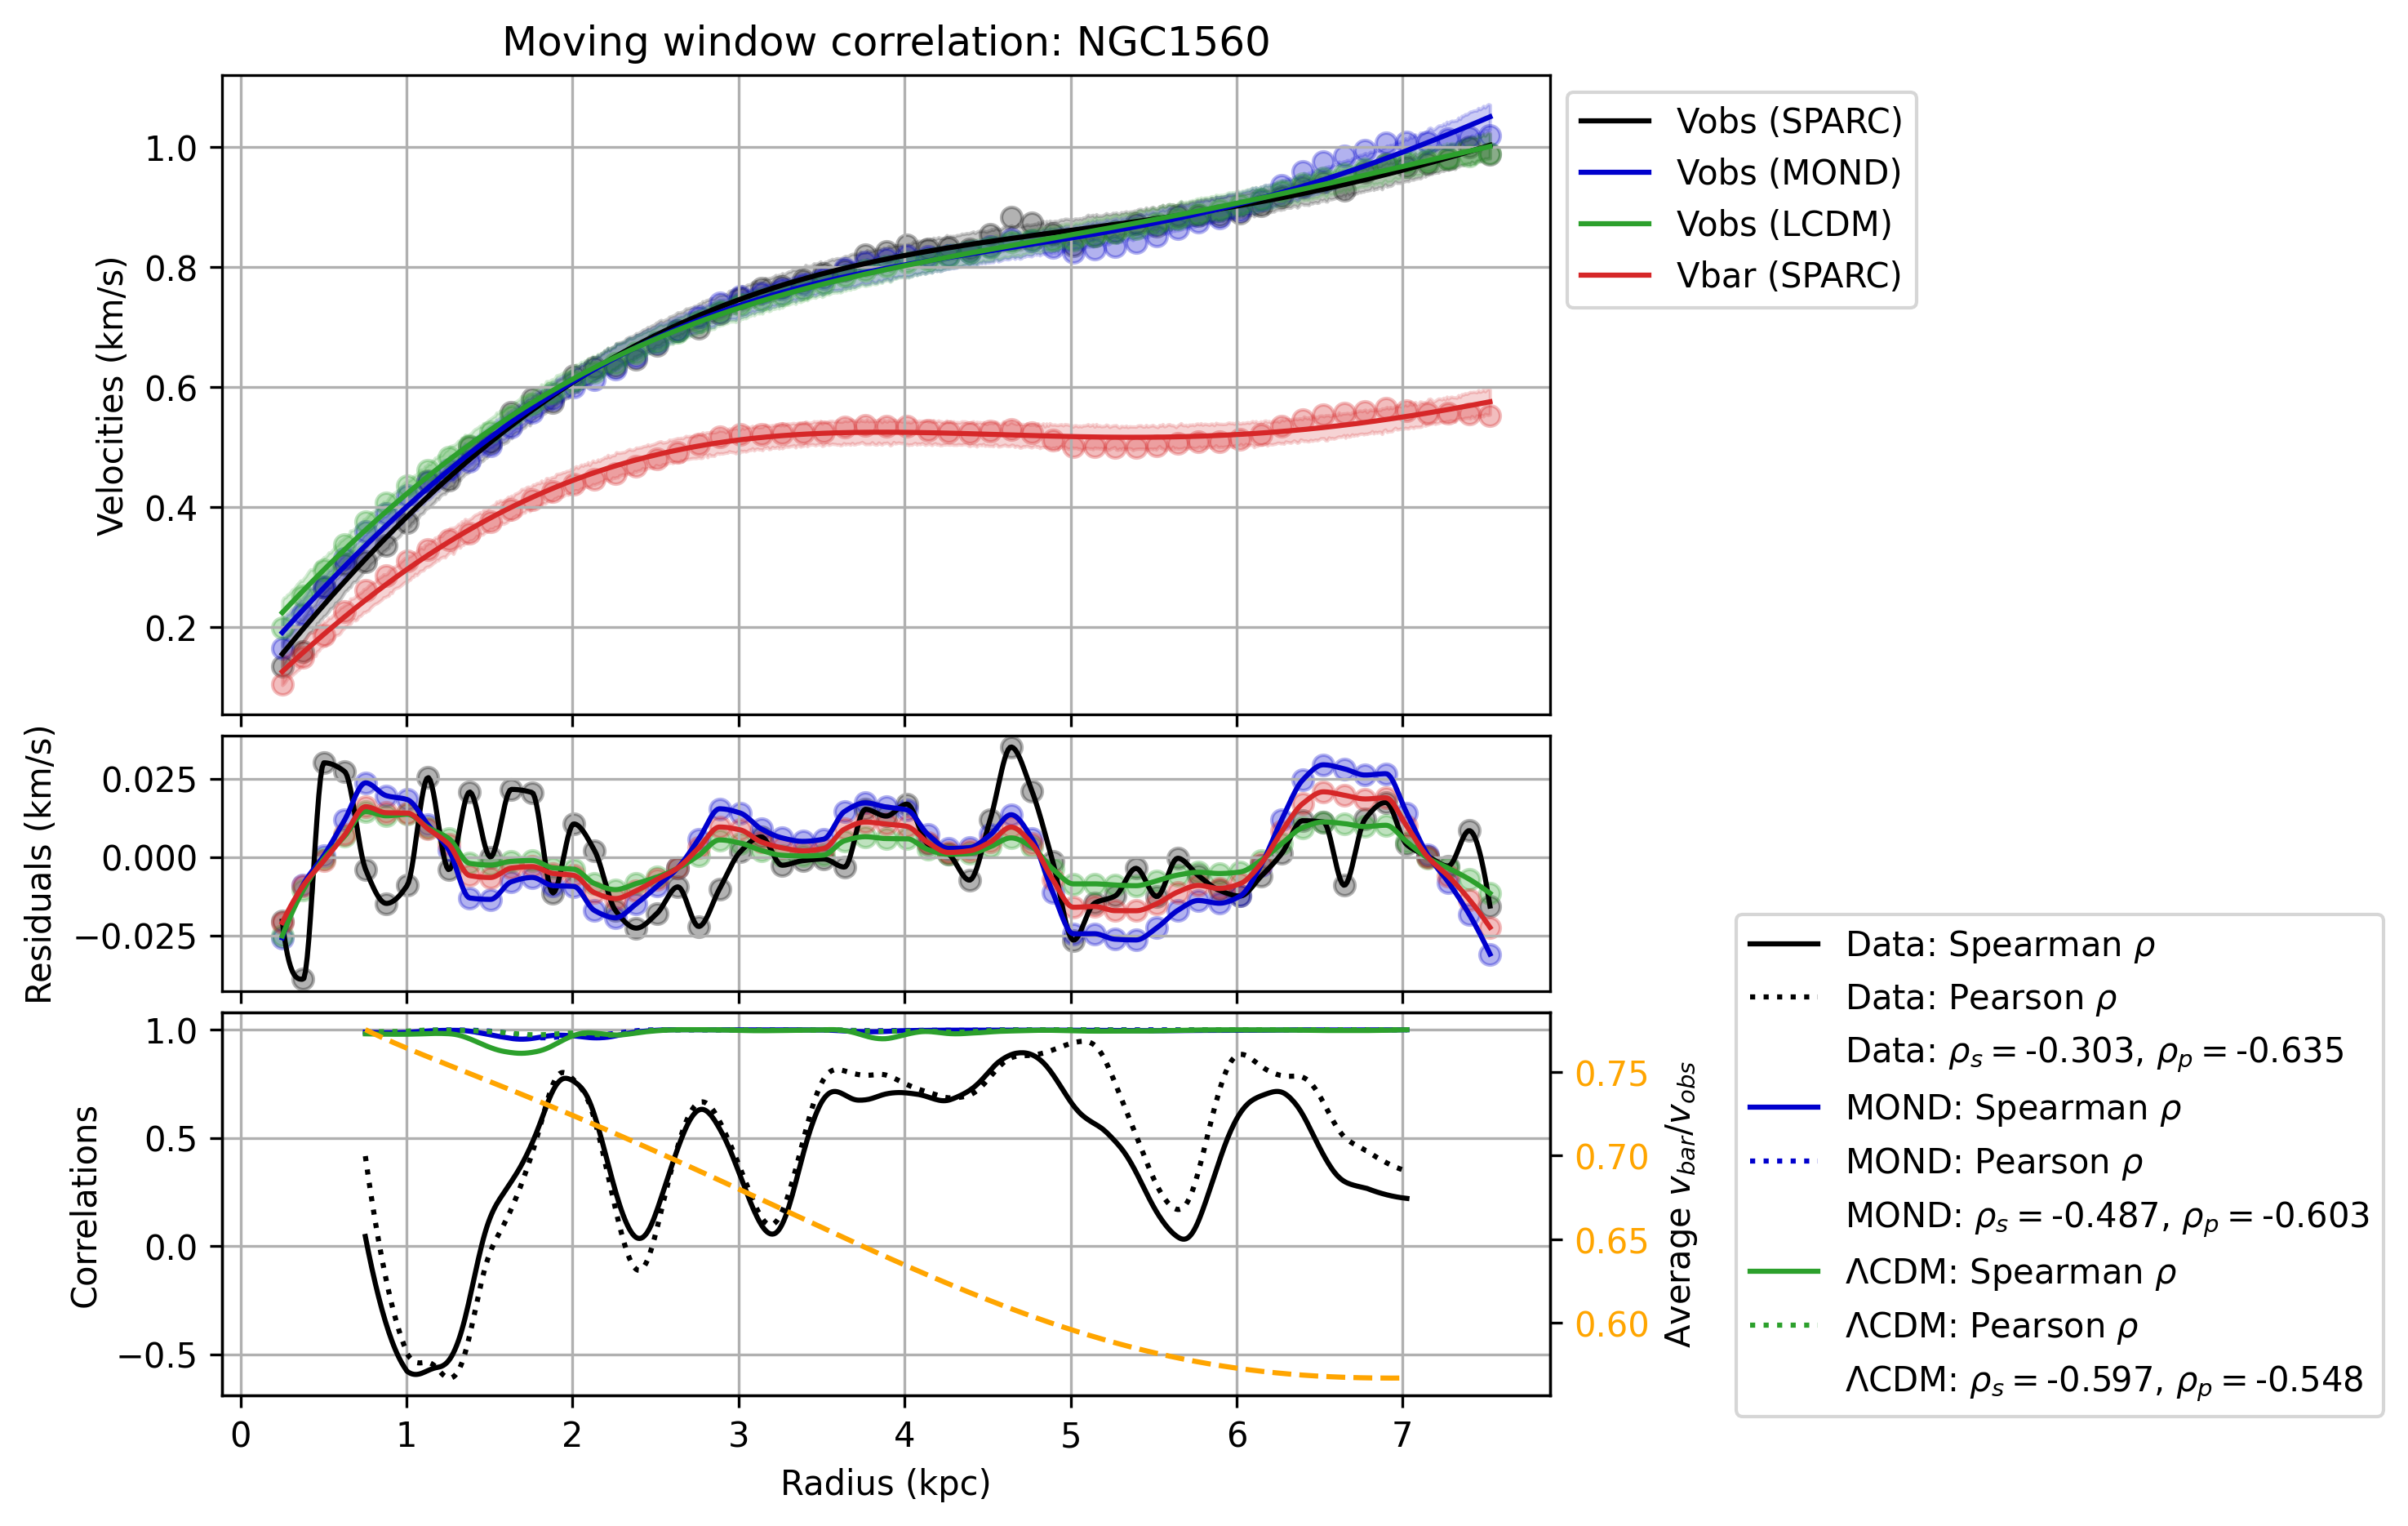 Moving window correlation: NGC1560
Velocities (km/s)
1.0
0.8
0.6
0.4
0.2
Vobs (SPARC)
Vobs (MOND)
Vobs (LCDM)
Vbar (SPARC)
Residuals (km/s)
0.025
0.000
−0.025
Correlations
1.0
0.5
0.0
−0.5
0.75
0.70
0.65
0.60
Average v_bar/v_obs
0 1 2 3 4 5 6 7
Radius (kpc)
Data: Spearman ρ
Data: Pearson ρ
Data: ρ_s = -0.303, ρ_p = -0.635
MOND: Spearman ρ
MOND: Pearson ρ
MOND: ρ_s = -0.487, ρ_p = -0.603
ΛCDM: Spearman ρ
ΛCDM: Pearson ρ
ΛCDM: ρ_s = -0.597, ρ_p = -0.548